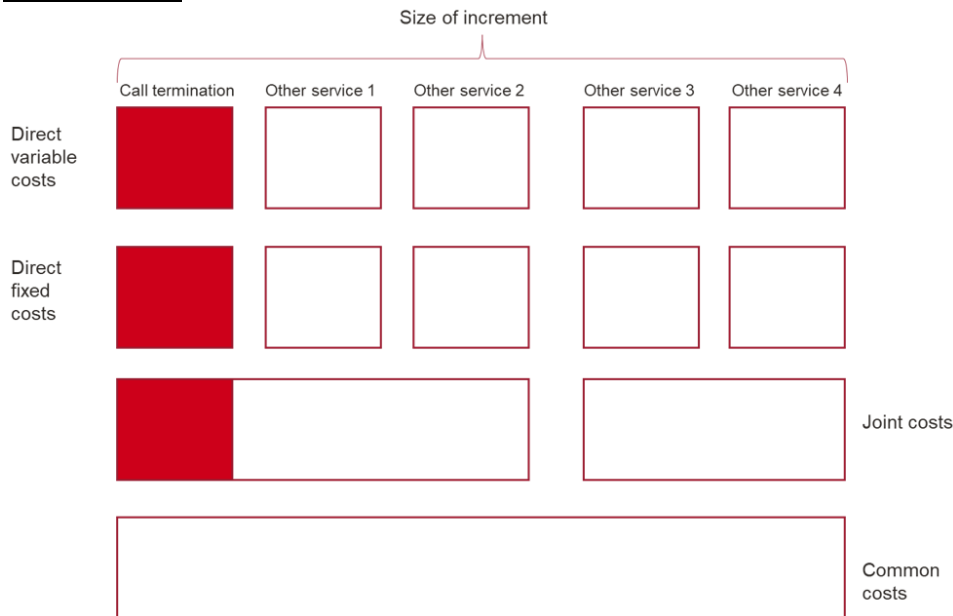 Size of increment
Call termination
Other service 1
Other service 2
Other service 3
Other service 4
Direct
variable
costs
Direct
fixed
costs
Joint costs
Common
costs